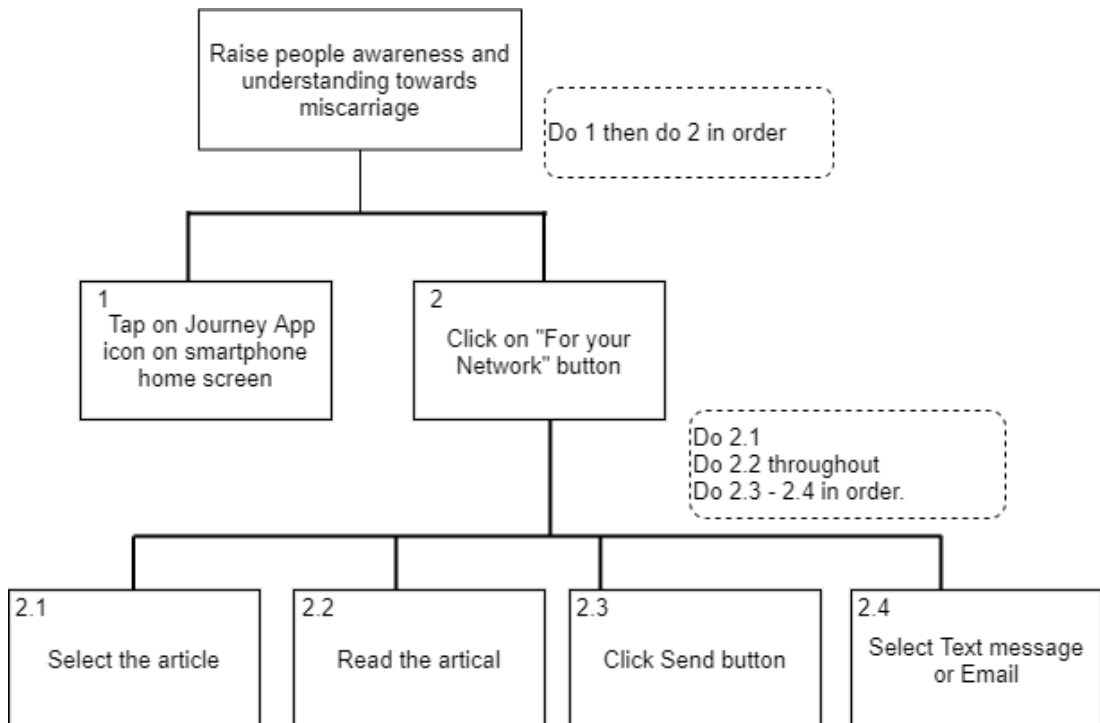 Raise people awareness and
understanding towards
miscarriage
Do 1 then do 2 in order
1
Tap on Journey App
icon on smartphone
home screen
2
Click on "For your
Network" button
Do 2.1
Do 2.2 throughout
Do 2.3 - 2.4 in order.
2.1
Select the article
2.2
Read the artical
2.3
Click Send button
2.4
Select Text message
or Email